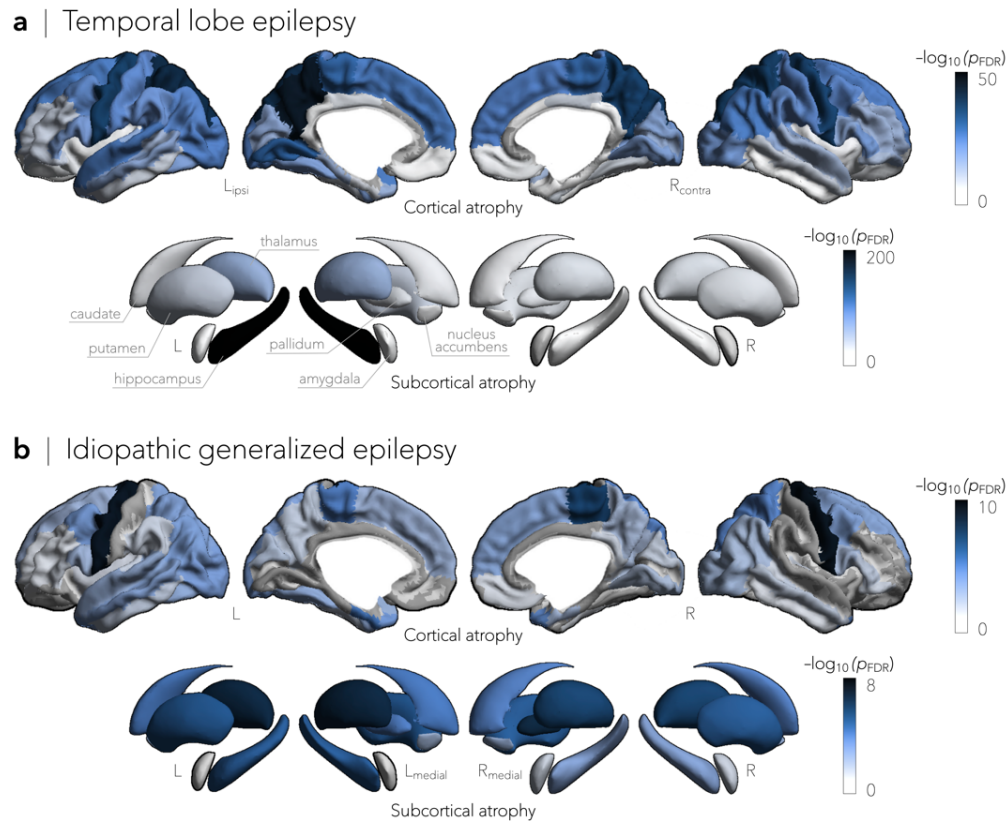 a | Temporal lobe epilepsy
–log10 (pFDR)
50
0
Lipsi
Rcontra
Cortical atrophy
–log10 (pFDR)
200
0
thalamus
caudate
putamen
L
hippocampus
pallidum
amygdala
nucleus
accumbens
R
Subcortical atrophy
b | Idiopathic generalized epilepsy
–log10 (pFDR)
10
0
L
R
Cortical atrophy
–log10 (pFDR)
8
0
L
Lmedial
Rmedial
R
Subcortical atrophy